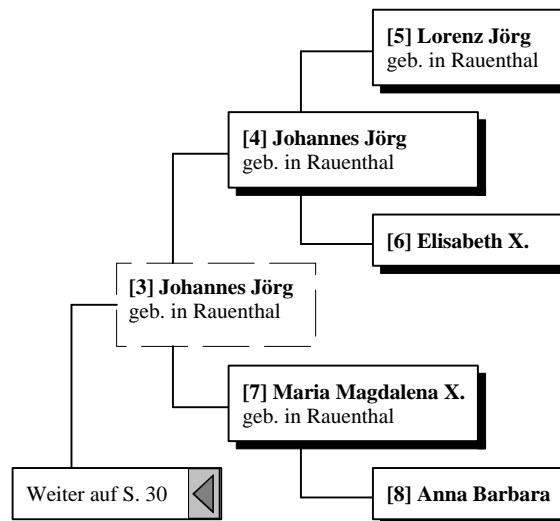 [5] Lorenz Jörg
geb. in Rauenthal
[4] Johannes Jörg
geb. in Rauenthal
[6] Elisabeth X.
[3] Johannes Jörg
geb. in Rauenthal
[7] Maria Magdalena X.
geb. in Rauenthal
Weiter auf S. 30
[8] Anna Barbara